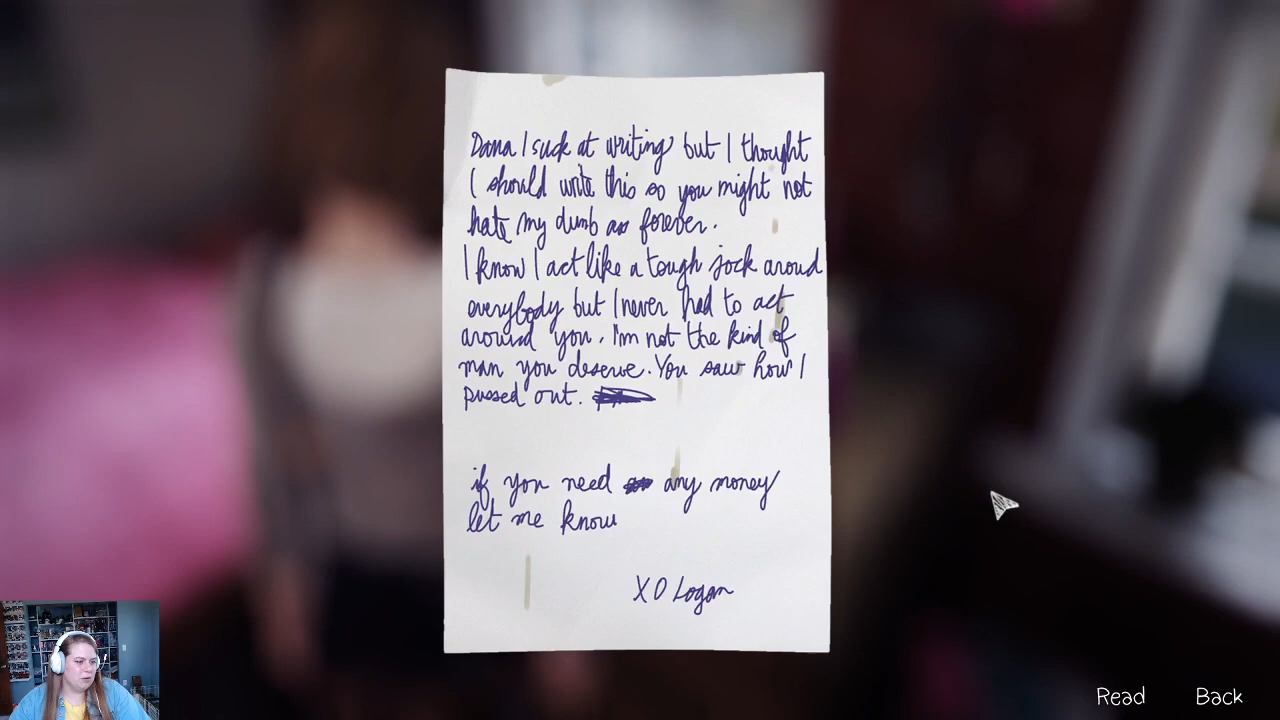 Dana I suck at writing but I thought
I should write this so you might not
hate my dumb ass forever.
I know I act like a tough jock aroud
everybody but I never had to act
around you. I'm not the kind of
man you deserve. You saw how I
pussed out.
if you need any money
let me know
XO Logan
Read Back